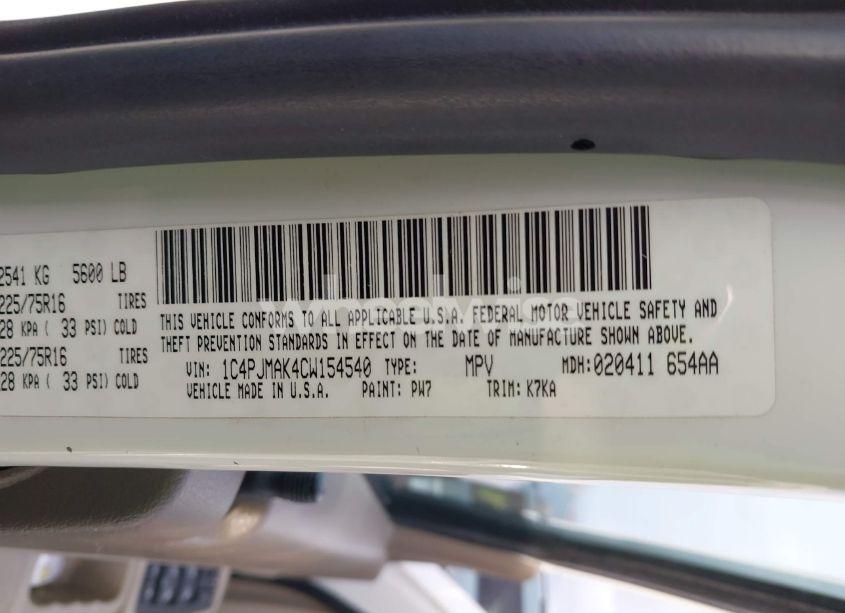 2541 KG 5600 LB
225/75R16 TIRES
28 KPA ( 33 PSI) COLD
225/75R16 TIRES
28 KPA ( 33 PSI) COLD
wheelwise
THIS VEHICLE CONFORMS TO ALL APPLICABLE U.S.A. FEDERAL MOTOR VEHICLE SAFETY AND
THEFT PREVENTION STANDARDS IN EFFECT ON THE DATE OF MANUFACTURE SHOWN ABOVE.
VIN: 1C4PJMAK4CW154540 TYPE: MPV MDH:020411 654AA
VEHICLE MADE IN U.S.A. PAINT: PW7 TRIM: K7KA